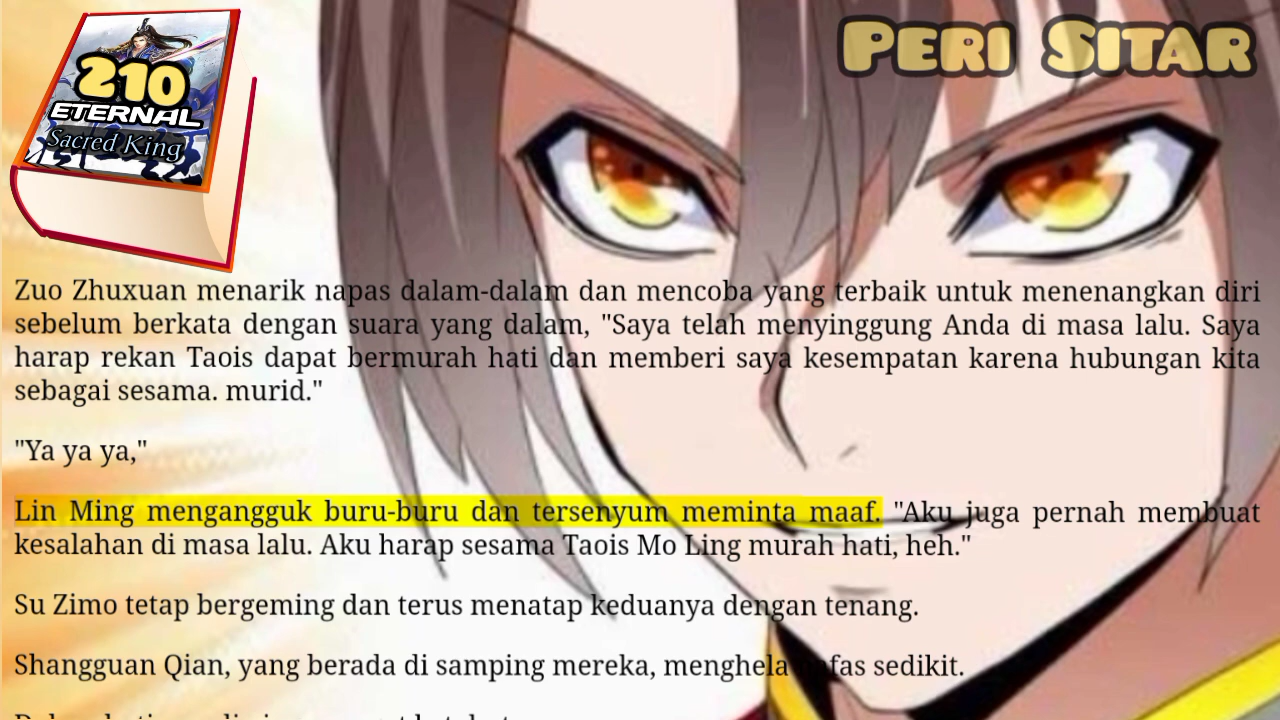 PERI SITAR
210
ETERNAL
Sacred King
Zuo Zhuxuan menarik napas dalam-dalam dan mencoba yang terbaik untuk menenangkan diri
sebelum berkata dengan suara yang dalam, "Saya telah menyinggung Anda di masa lalu. Saya
harap rekan Taois dapat bermurah hati dan memberi saya kesempatan karena hubungan kita
sebagai sesama. murid."
"Ya ya ya,"
Lin Ming mengangguk buru-buru dan tersenyum meminta maaf. "Aku juga pernah membuat
kesalahan di masa lalu. Aku harap sesama Taois Mo Ling murah hati, heh."
Su Zimo tetap bergeming dan terus menatap keduanya dengan tenang.
Shangguan Qian, yang berada di samping mereka, menghela nafas sedikit.